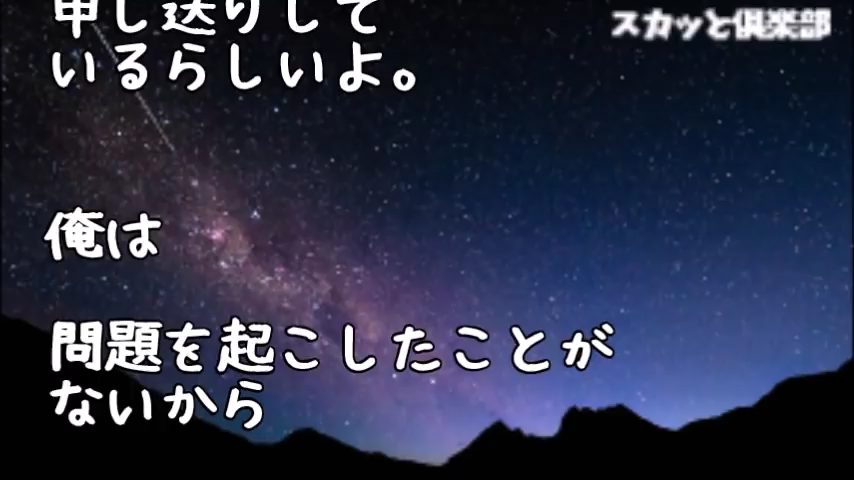 スカッと倶楽部
申し送りして
いるらしいよ。
俺は
問題を起こしたことが
ないから